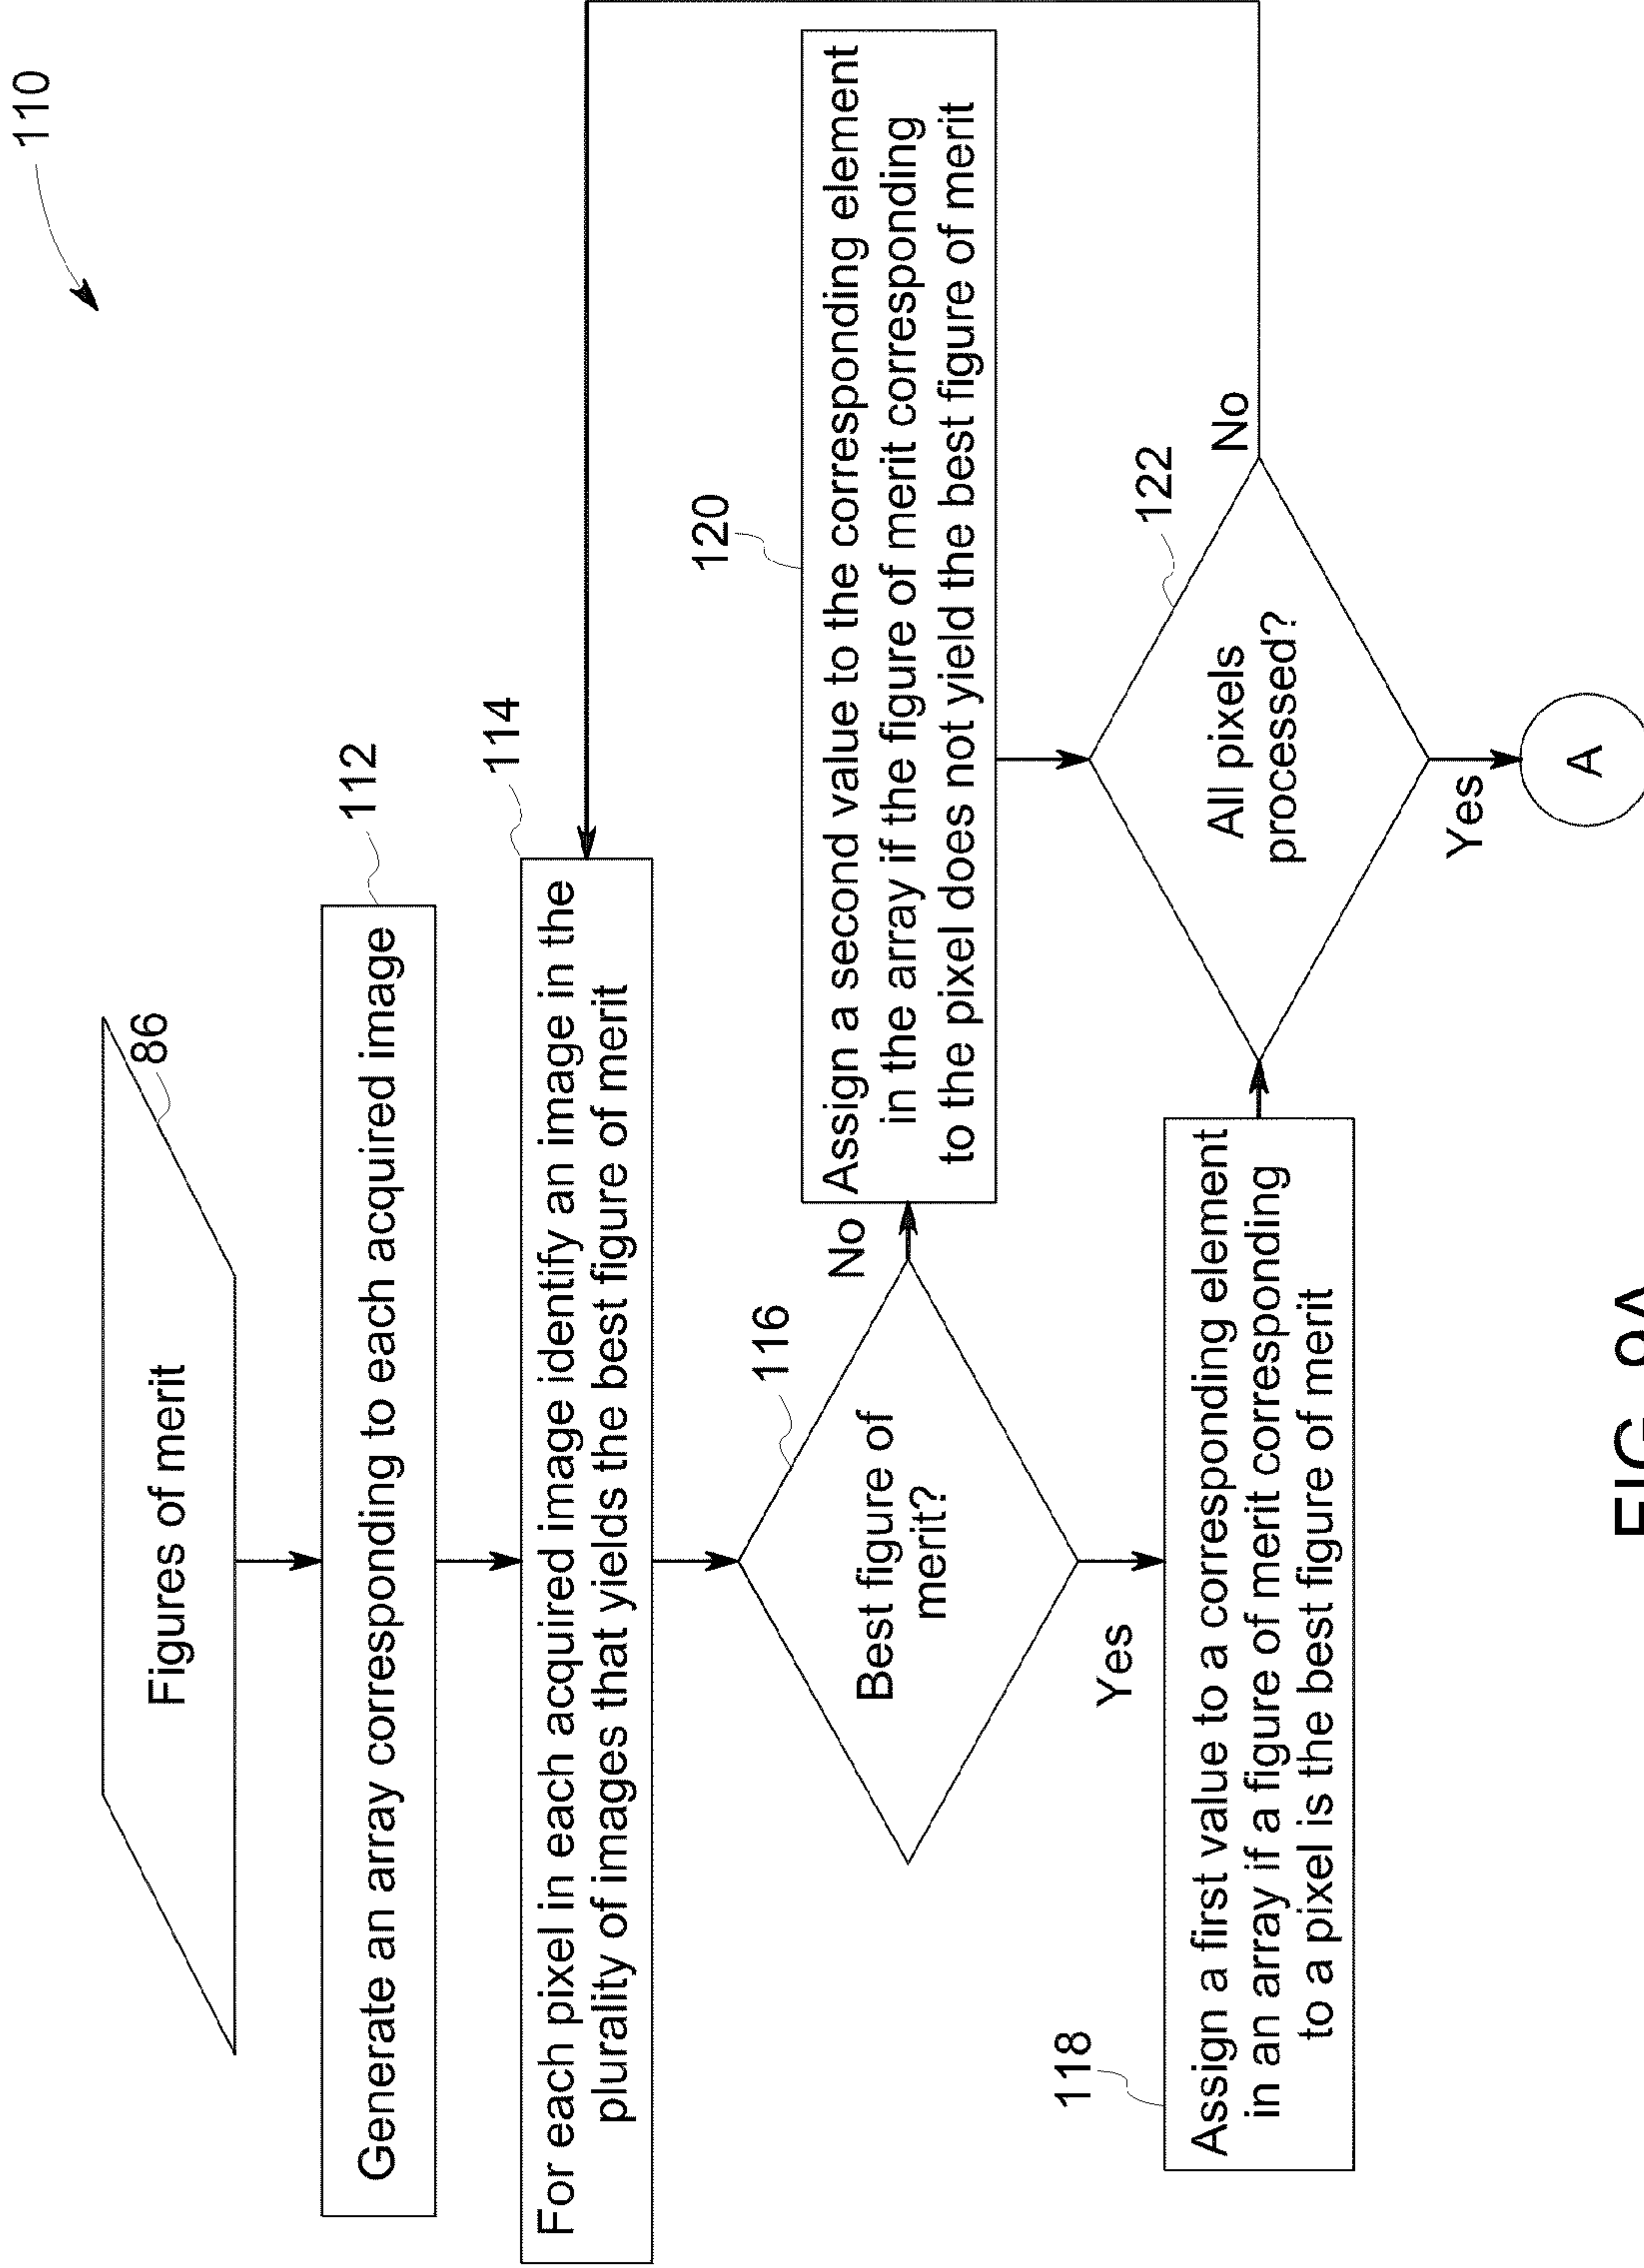 110
Figures of merit
86
Generate an array corresponding to each acquired image
112
114
For each pixel in each acquired image identify an image in the
plurality of images that yields the best figure of merit
116
Best figure of
merit?
No
Yes
120
Assign a second value to the corresponding element
in the array if the figure of merit corresponding
to the pixel does not yield the best figure of merit
118
Assign a first value to a corresponding element
in an array if a figure of merit corresponding
to a pixel is the best figure of merit
122
All pixels
processed?
No
Yes
A
FIG